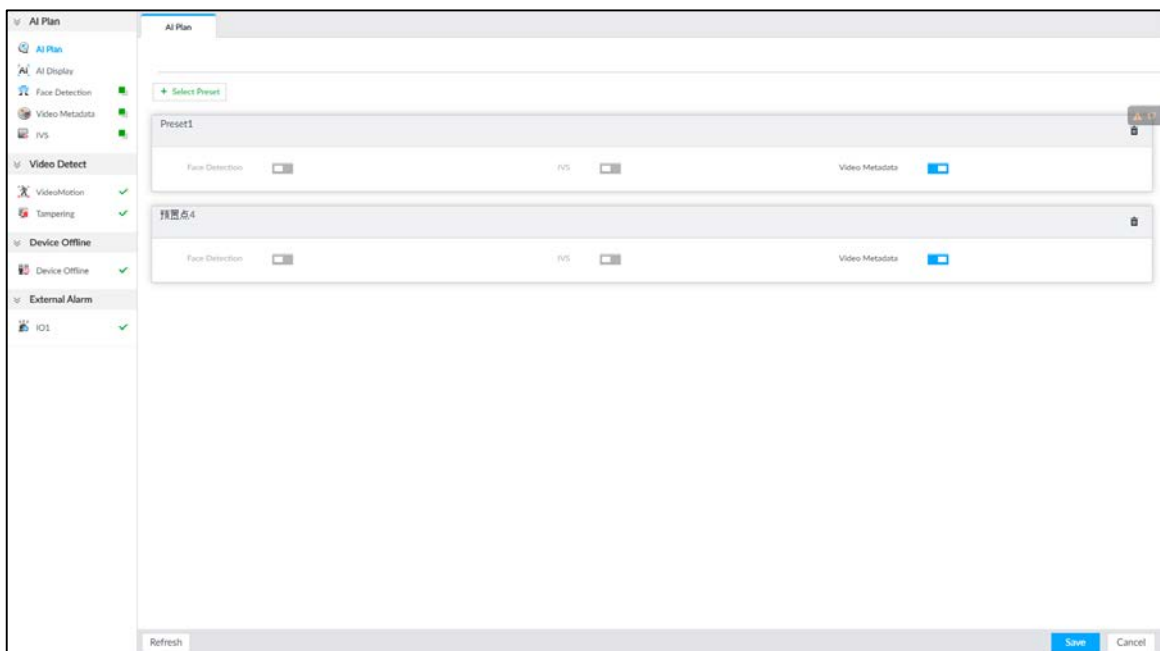 AI Plan
AI Plan
AI Plan
AI Display
Face Detection
Video Metadata
IVS
Video Detect
VideoMotion
Tampering
Device Offline
Device Offline
External Alarm
IO1
+ Select Preset
Preset1
Face Detection IVS Video Metadata
预置点4
Face Detection IVS Video Metadata
Refresh Save Cancel